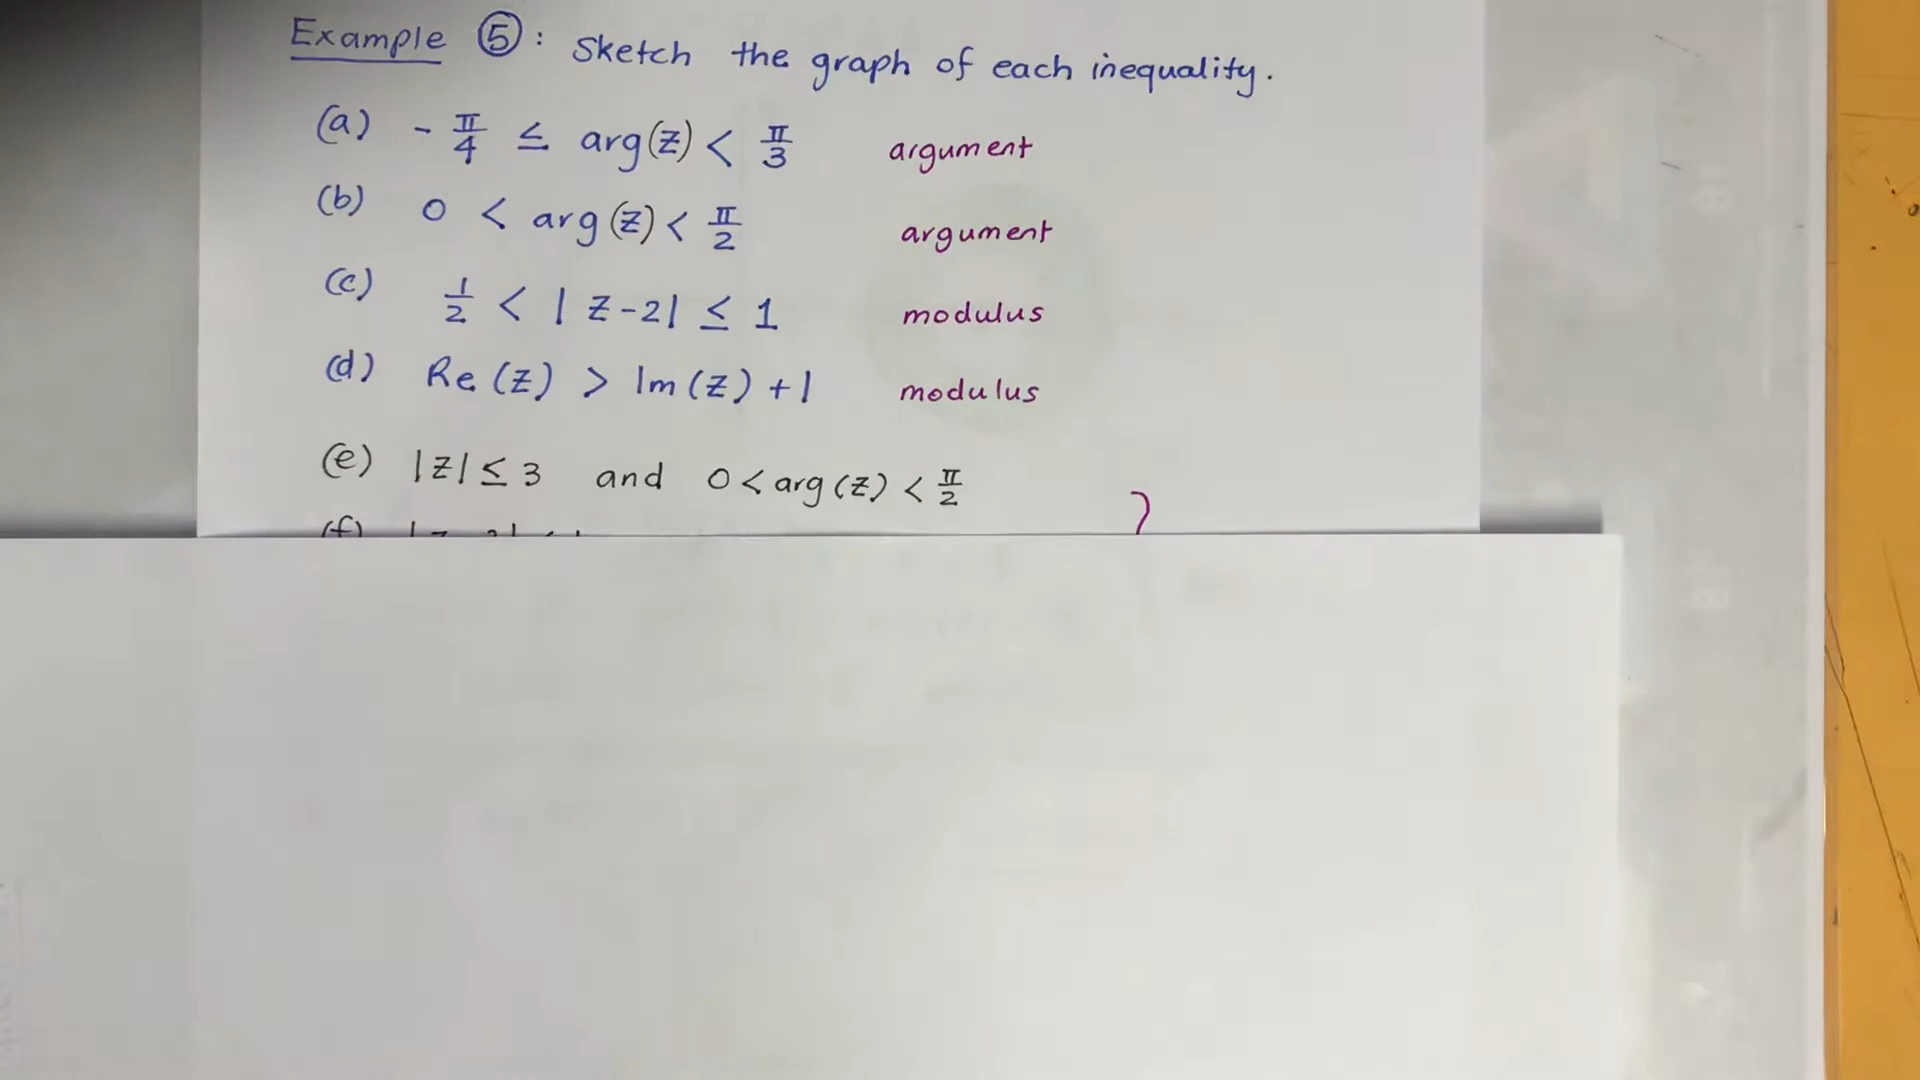 Example ⑤: Sketch the graph of each inequality.
(a) -π/4 ≤ arg(z) < π/3 argument
(b) 0 < arg(z) < π/2 argument
(c) 1/2 < |z-2| ≤ 1 modulus
(d) Re(z) > Im(z) + 1 modulus
(e) |z| ≤ 3 and 0 < arg(z) < π/2
(f)